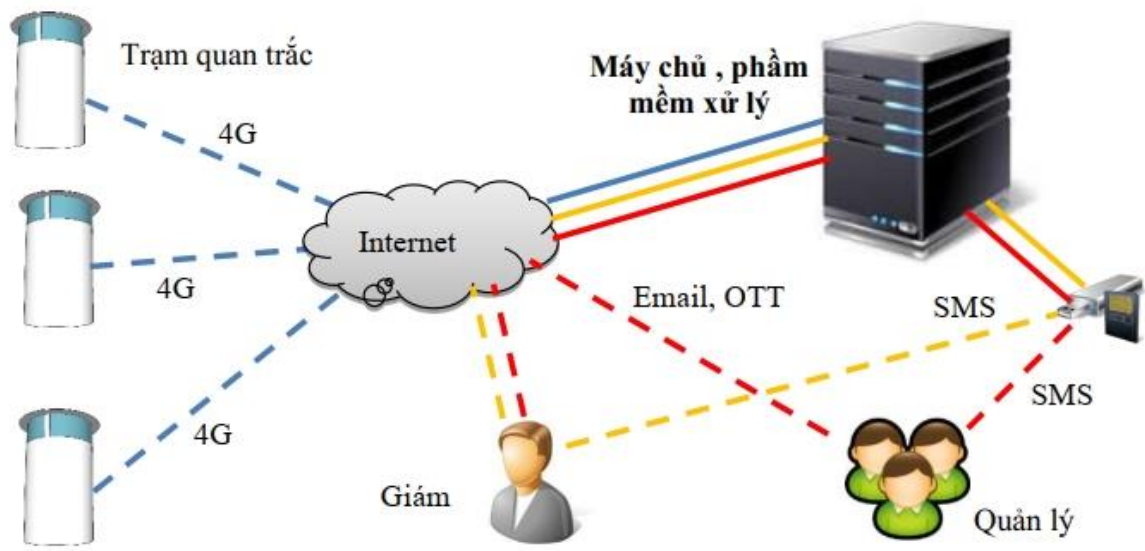 Trạm quan trắc
Máy chủ , phầm
mềm xử lý
4G
Internet
4G
Email, OTT
SMS
SMS
4G
Giám
Quản lý